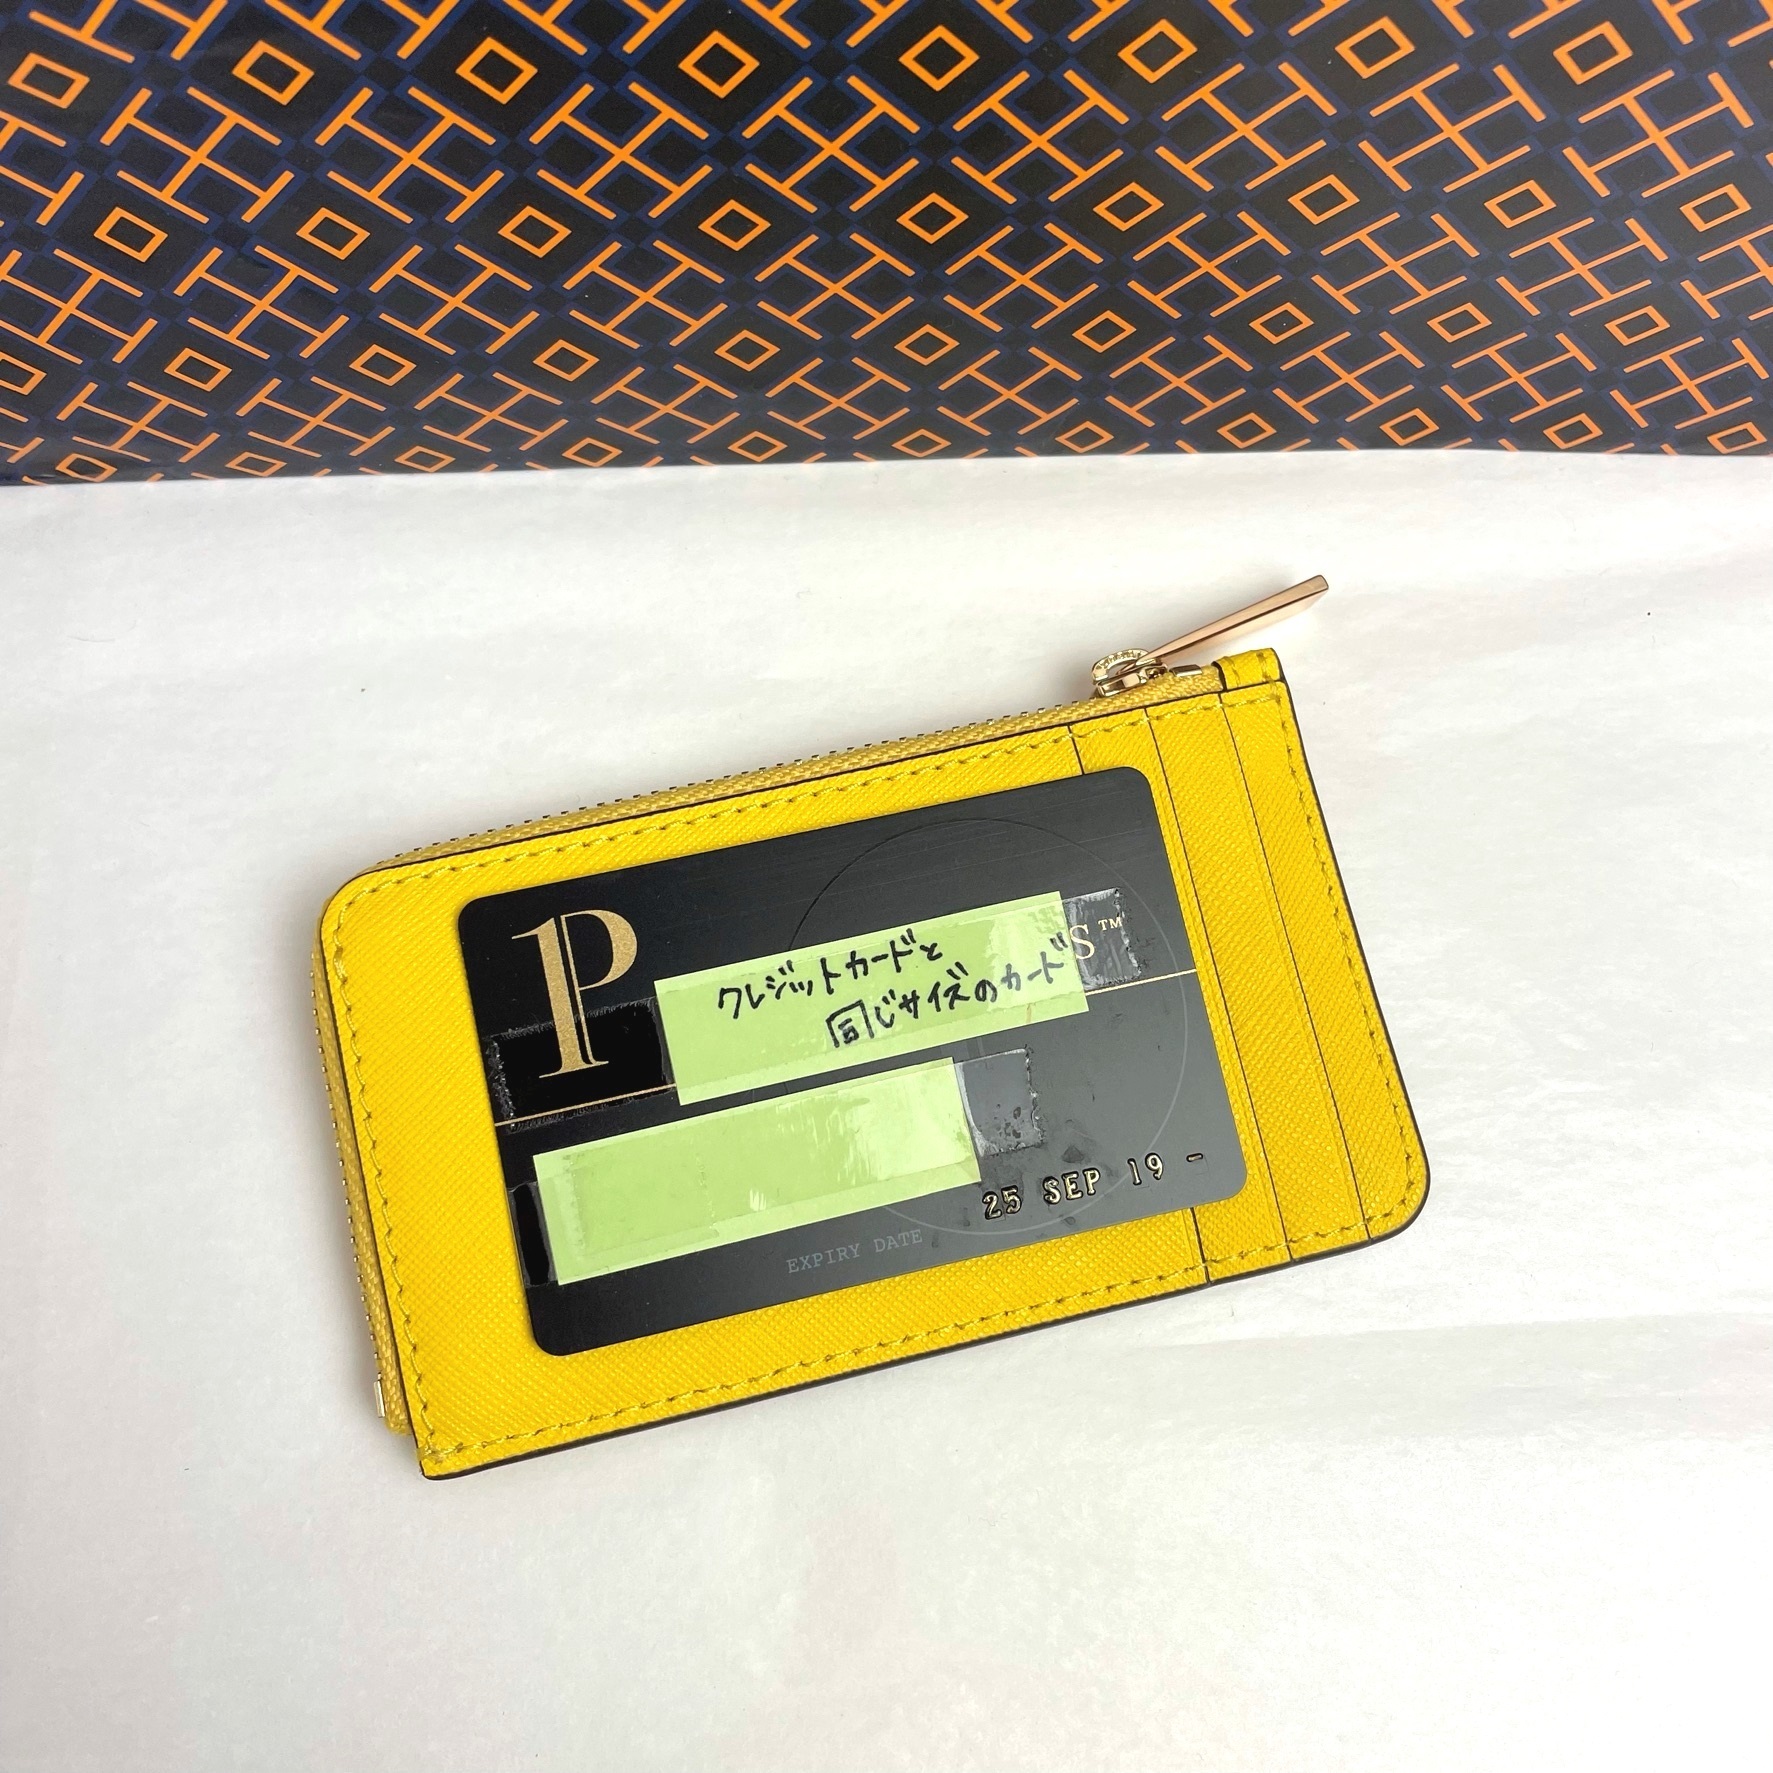 P
S™
クレジットカードと
同じサイズのカード
25 SEP 19 -
EXPIRY DATE